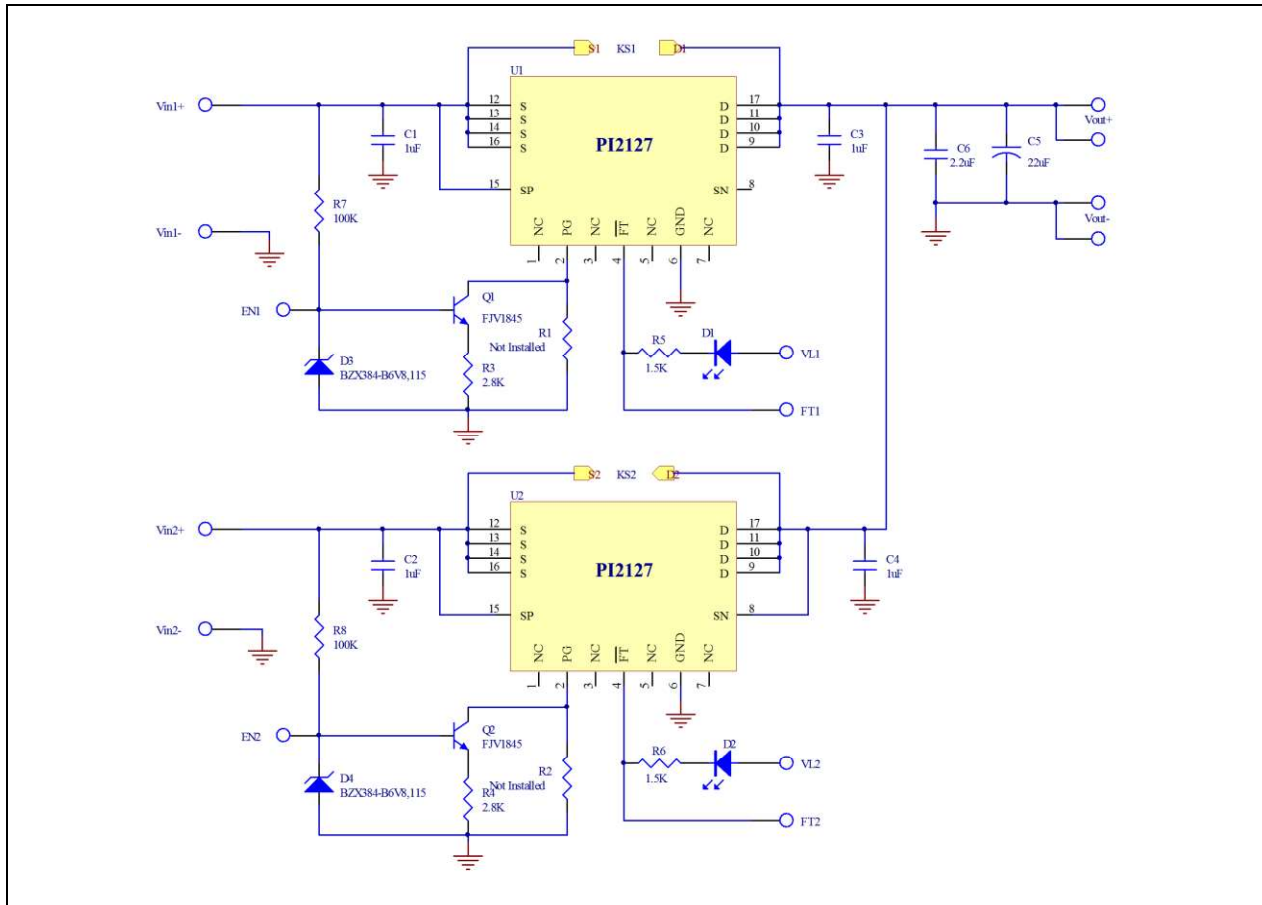 S1 KS1 D1
U1
Vin1+
12 S D 17
13 S D 11
14 S D 10
16 S D 9
PI2127
C1
1uF
C3
1uF
C6
2.2uF
C5
22uF
Vout+
15 SP SN 8
R7
100K
Vin1-
Vout-
NC PG NC FT NC GND NC
1 2 3 4 5 6 7
EN1
Q1
FJV1845
R1
Not Installed
D3
BZX384-B6V8,115
R3
2.8K
R5
1.5K
D1
VL1
FT1
S2 KS2 D2
U2
Vin2+
12 S D 17
13 S D 11
14 S D 10
16 S D 9
PI2127
C2
1uF
C4
1uF
15 SP SN 8
R8
100K
Vin2-
NC PG NC FT NC GND NC
1 2 3 4 5 6 7
EN2
Q2
FJV1845
R2
Not Installed
D4
BZX384-B6V8,115
R4
2.8K
R6
1.5K
D2
VL2
FT2